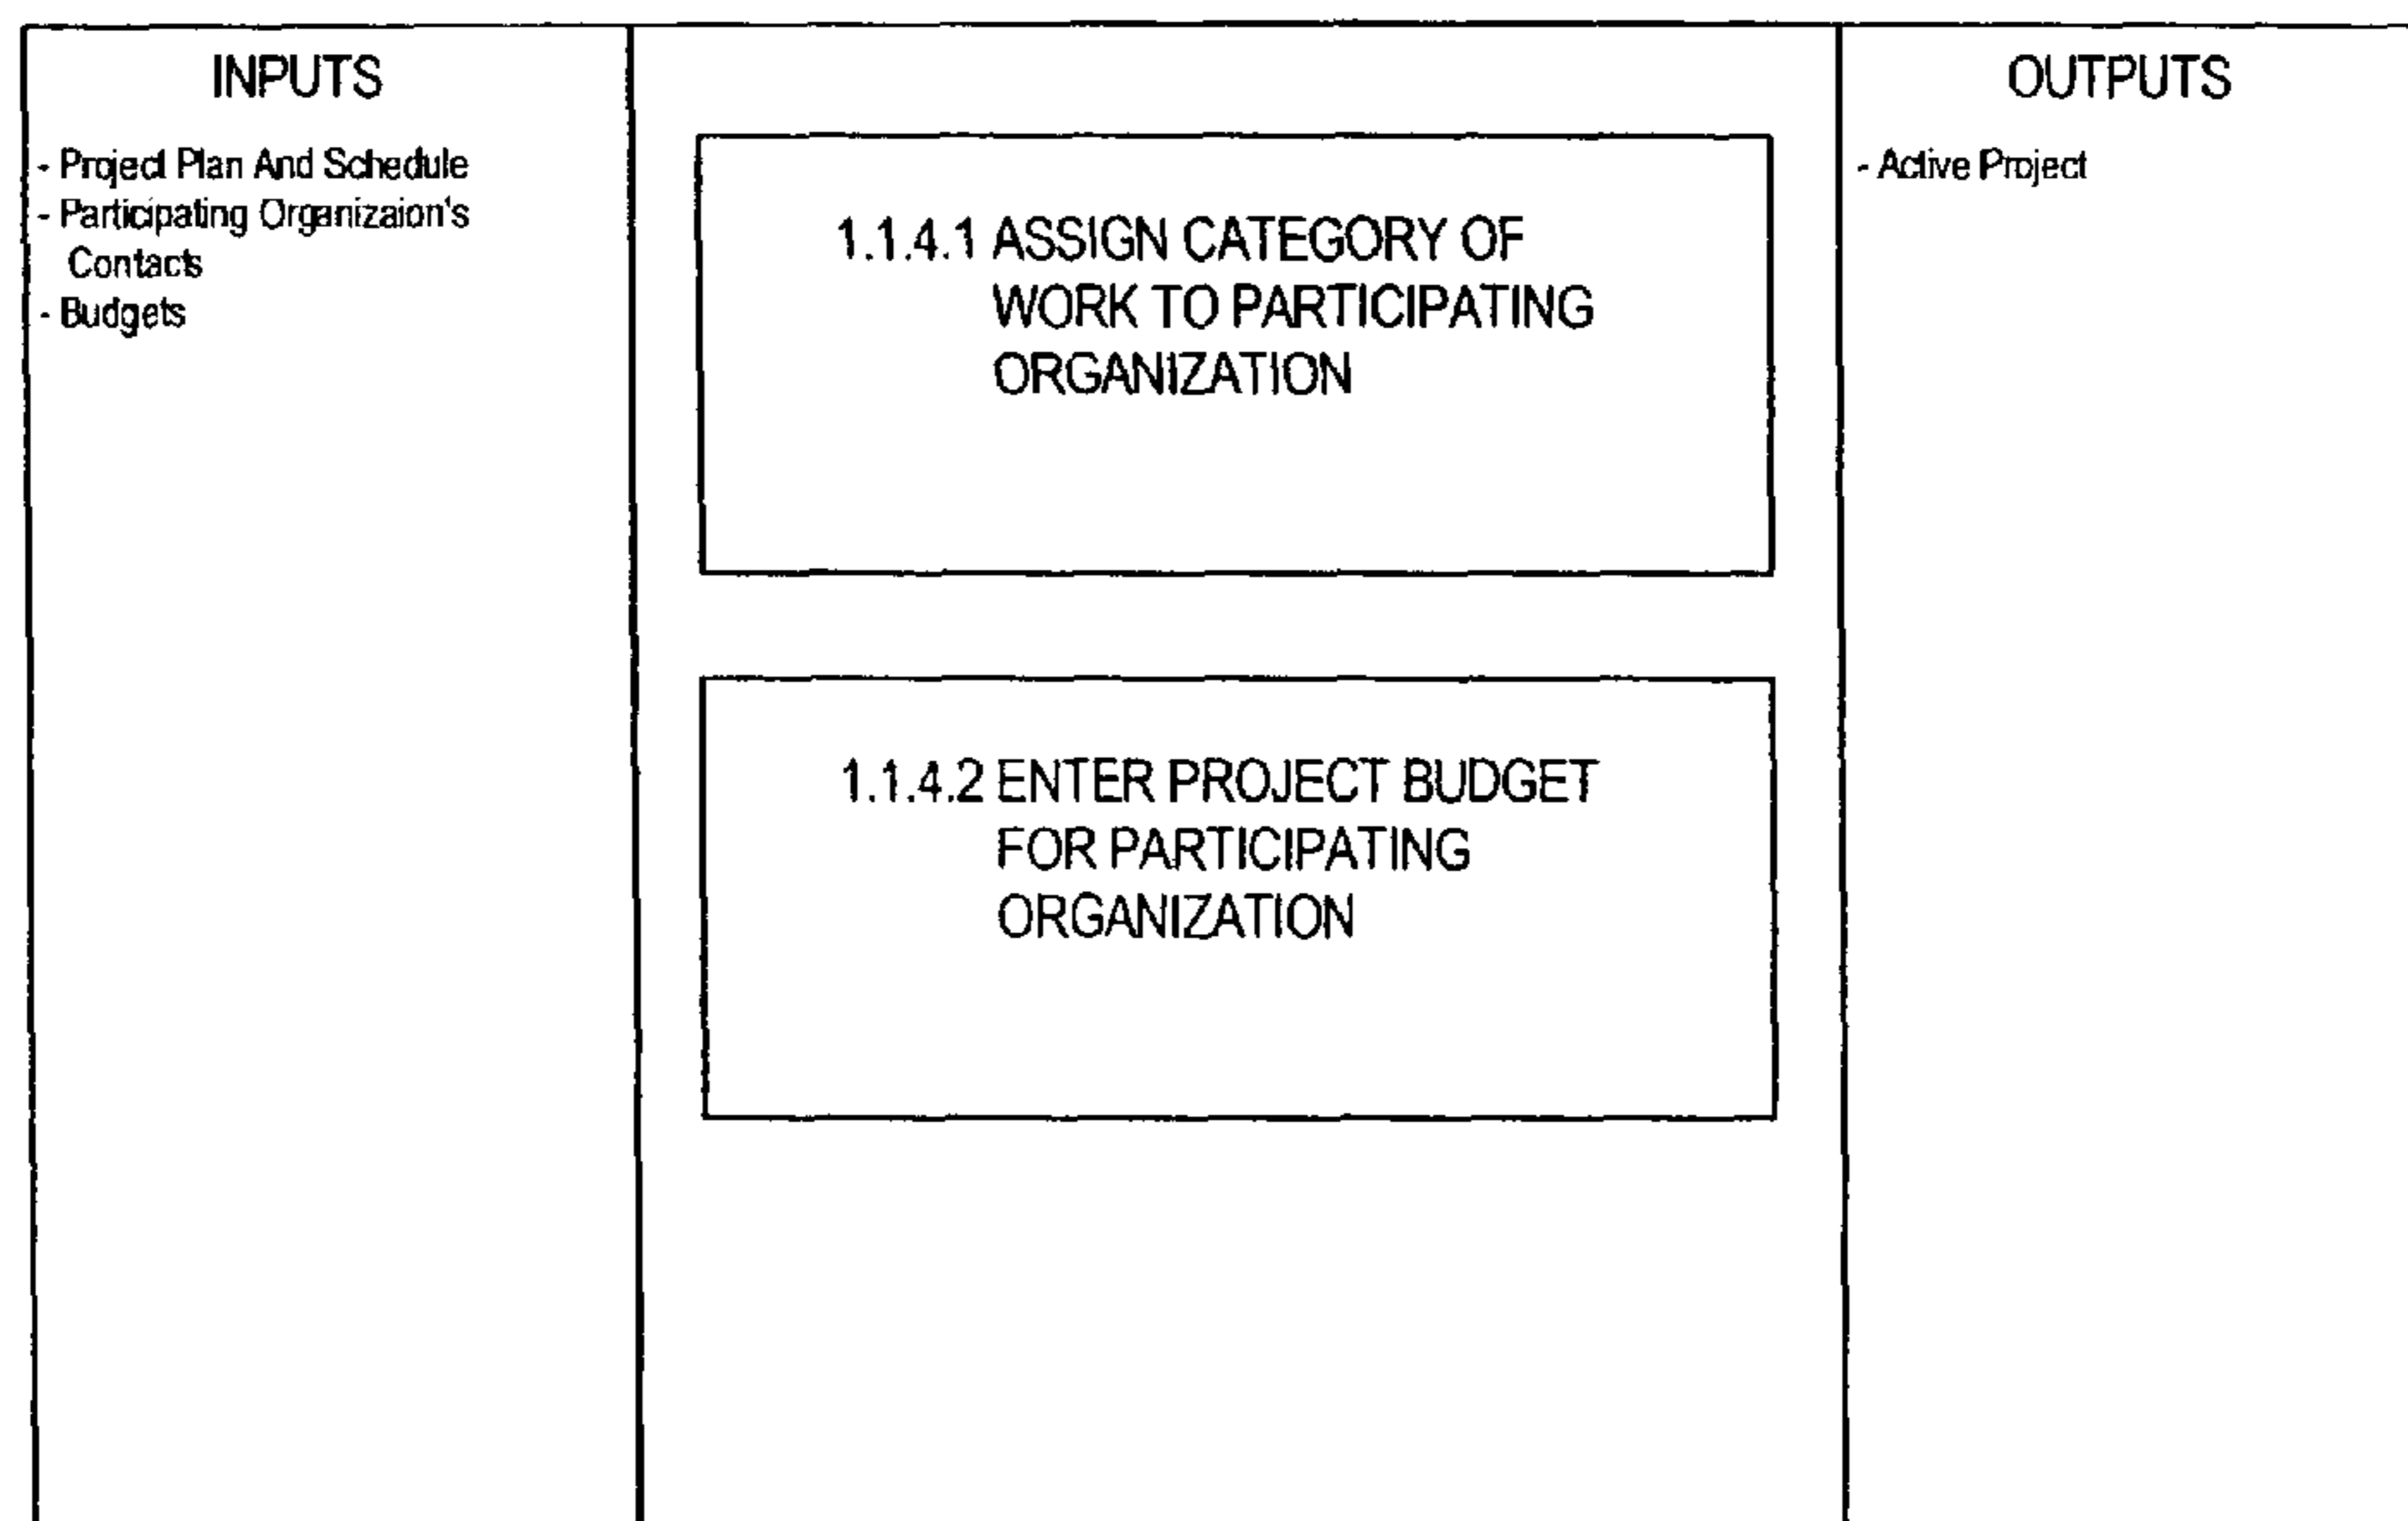 INPUTS
- Project Plan And Schedule
- Participating Organizaion's
Contacts
- Budgets
1.1.4.1 ASSIGN CATEGORY OF
WORK TO PARTICIPATING
ORGANIZATION
1.1.4.2 ENTER PROJECT BUDGET
FOR PARTICIPATING
ORGANIZATION
OUTPUTS
- Active Project